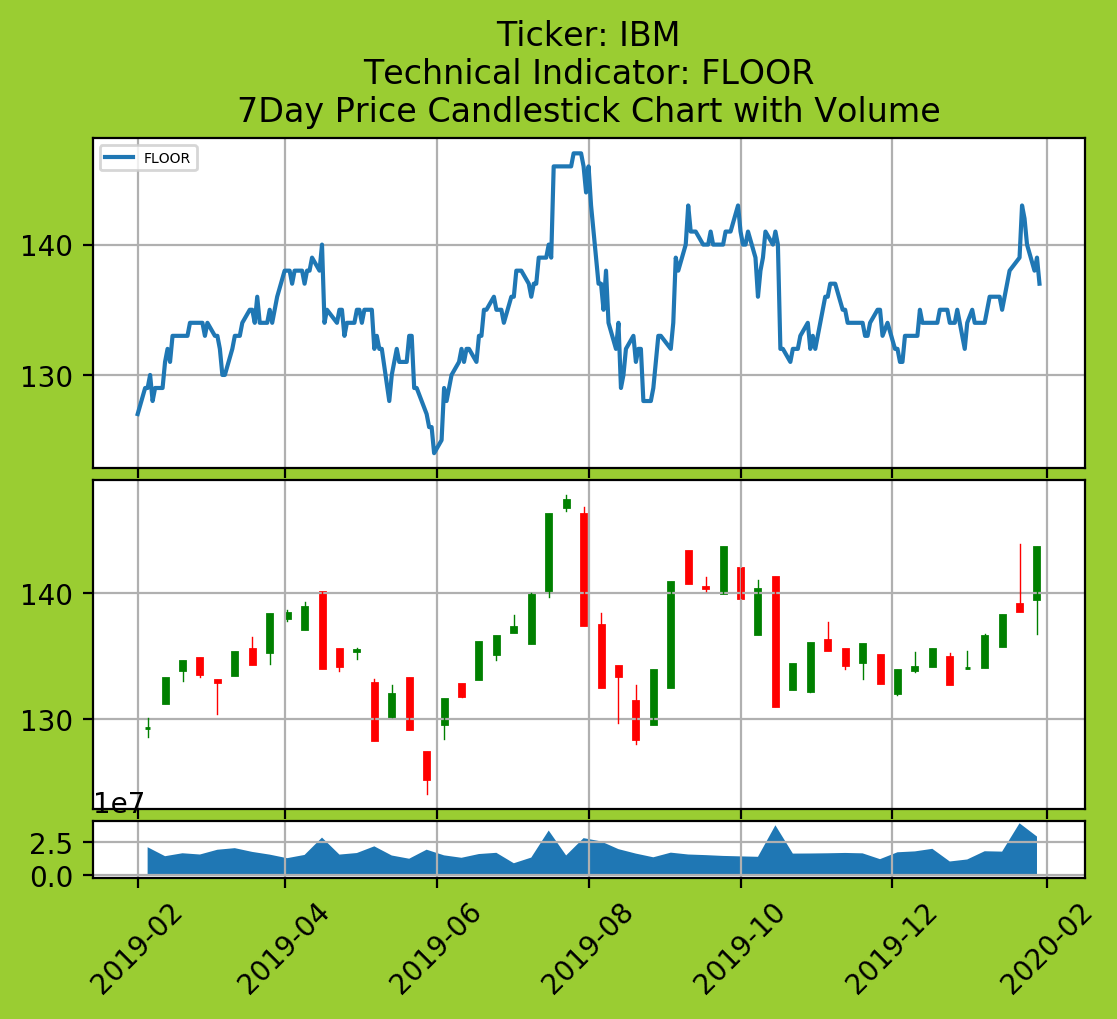 Ticker: IBM
Technical Indicator: FLOOR
7Day Price Candlestick Chart with Volume
FLOOR
140
130
140
130
1e7
2.5
0.0
2019-02
2019-04
2019-06
2019-08
2019-10
2019-12
2020-02